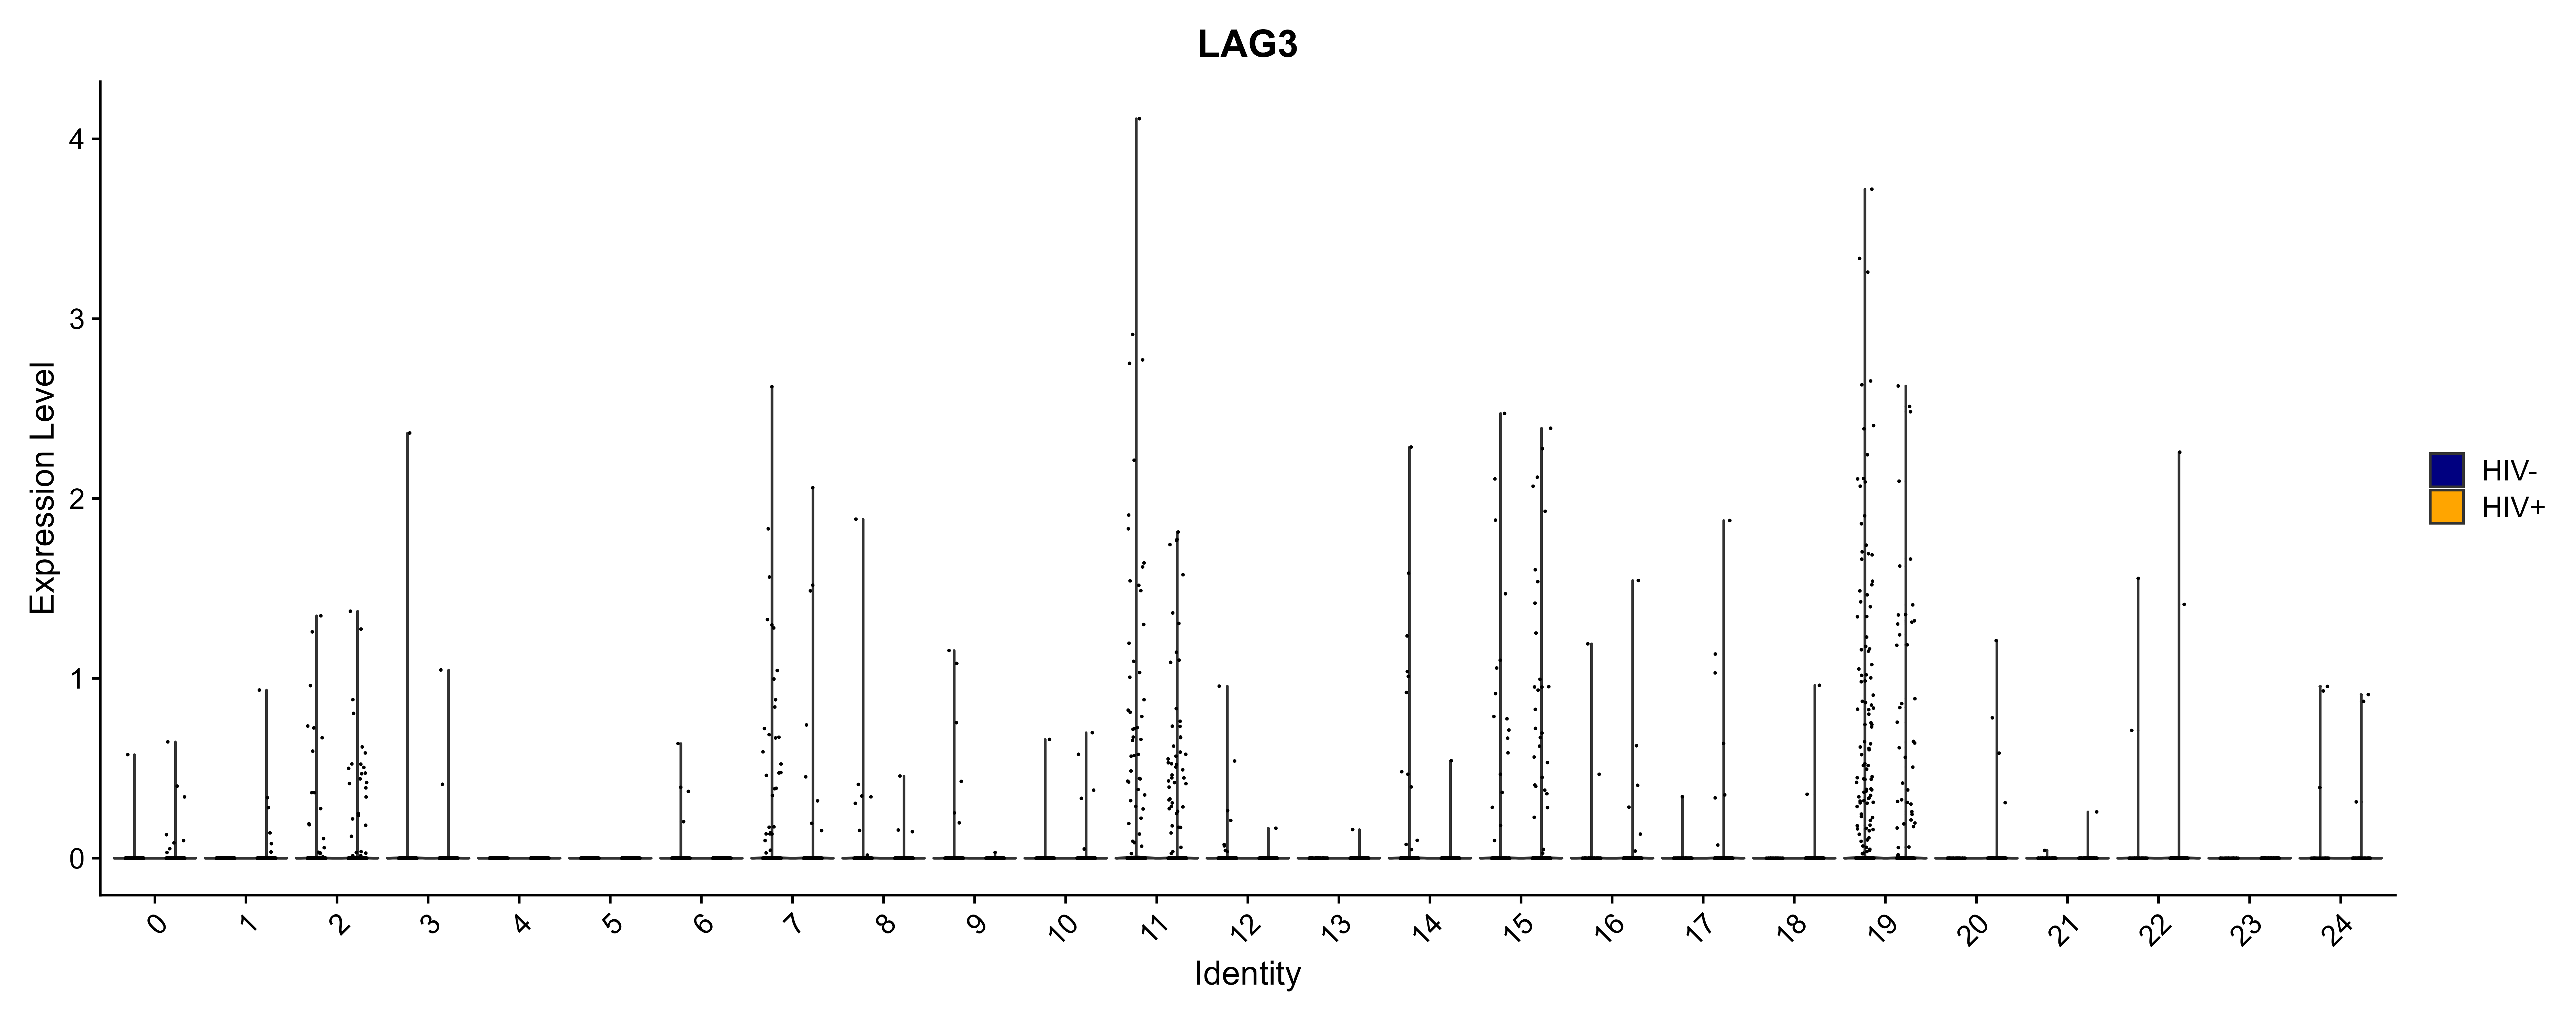 LAG3
Expression Level
4
3
2
1
0
0 1 2 3 4 5 6 7 8 9 10 11 12 13 14 15 16 17 18 19 20 21 22 23 24
Identity
HIV-
HIV+